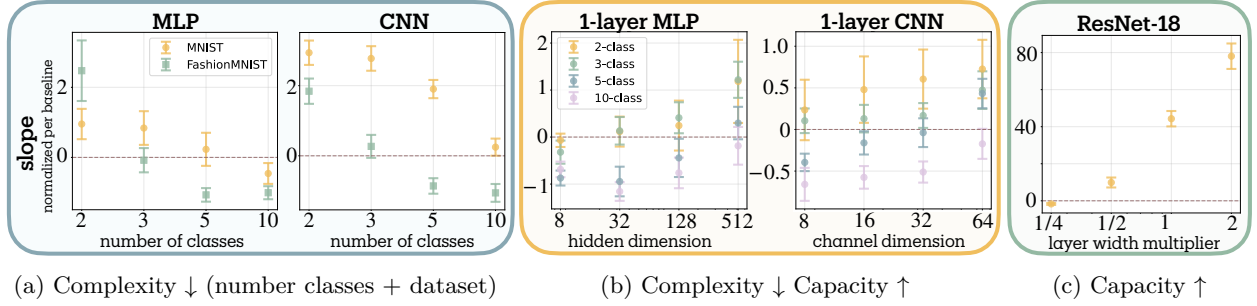 MLP
CNN
1-layer MLP
1-layer CNN
ResNet-18
slope
normalized per baseline
MNIST
FashionMNIST
2
0
2 3 5 10
number of classes
2
0
2 3 5 10
number of classes
2-class
3-class
5-class
10-class
2
1
0
−1
8 32 128 512
hidden dimension
1.0
0.5
0.0
−0.5
8 16 32 64
channel dimension
80
40
0
1/4 1/2 1 2
layer width multiplier
(a) Complexity ↓ (number classes + dataset)
(b) Complexity ↓ Capacity ↑
(c) Capacity ↑